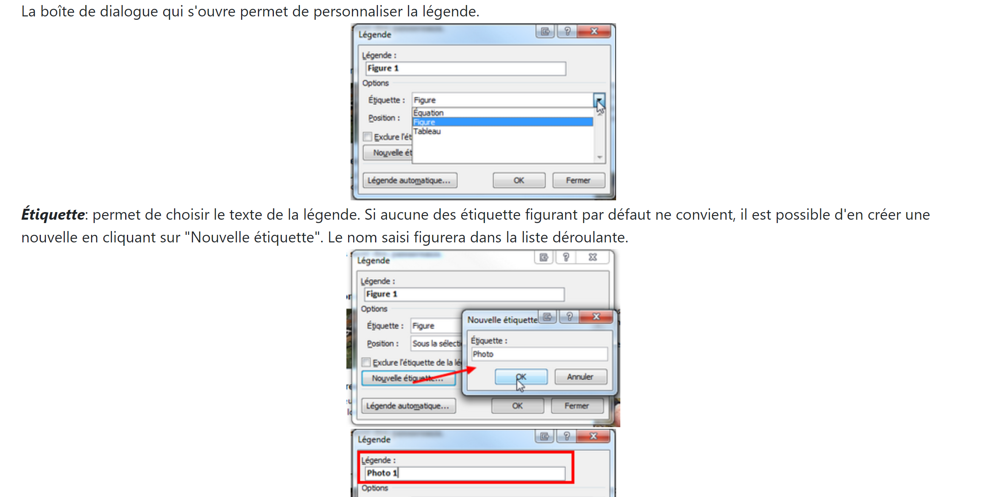 La boîte de dialogue qui s'ouvre permet de personnaliser la légende.
Légende
Légende :
Figure 1
Options
Étiquette : Figure
Équation
Position :
Figure
Tableau
Exclure l'ét
Nouvelle ét
Légende automatique... OK Fermer
Étiquette: permet de choisir le texte de la légende. Si aucune des étiquette figurant par défaut ne convient, il est possible d'en créer une
nouvelle en cliquant sur "Nouvelle étiquette". Le nom saisi figurera dans la liste déroulante.
Légende
Légende :
Figure 1
Options
Étiquette : Figure
Position : Sous la sélecti
Exclure l'étiquette de la lé
Nouvelle étiquette...
Légende automatique... OK Fermer
Nouvelle étiquette
Étiquette :
Photo
OK Annuler
Légende
Légende :
Photo 1
Options